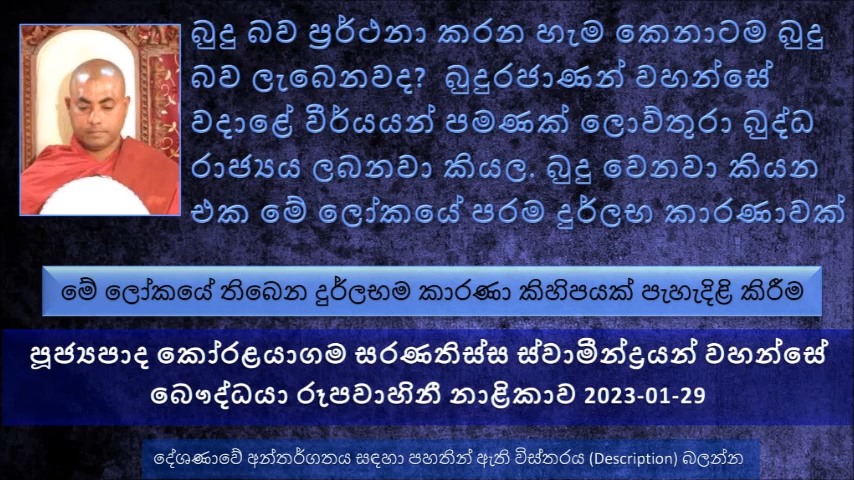 බුදු බව ප්‍රර්ථනා කරන හැම කෙනාටම බුදු
බව ලැබෙනවද? බුදුරජාණන් වහන්සේ
වදාළේ වීර්යයන් පමණක් ලොව්තුරා බුද්ධ
රාජ්‍යය ලබනවා කියල. බුදු වෙනවා කියන
එක මේ ලෝකයේ පරම දුර්ලභ කාරණාවක්
මේ ලෝකයේ තිබෙන දුර්ලභම කාරණා කිහිපයක් පැහැදිළි කිරීම
පූජ්‍යපාද කෝරළයාගම සරණතිස්ස ස්වාමීන්ද්‍රයන් වහන්සේ
බෞද්ධයා රූපවාහිනී නාළිකාව 2023-01-29
දේශණාවේ අන්තර්ගතය සඳහා පහතින් ඇති විස්තරය (Description) බලන්න